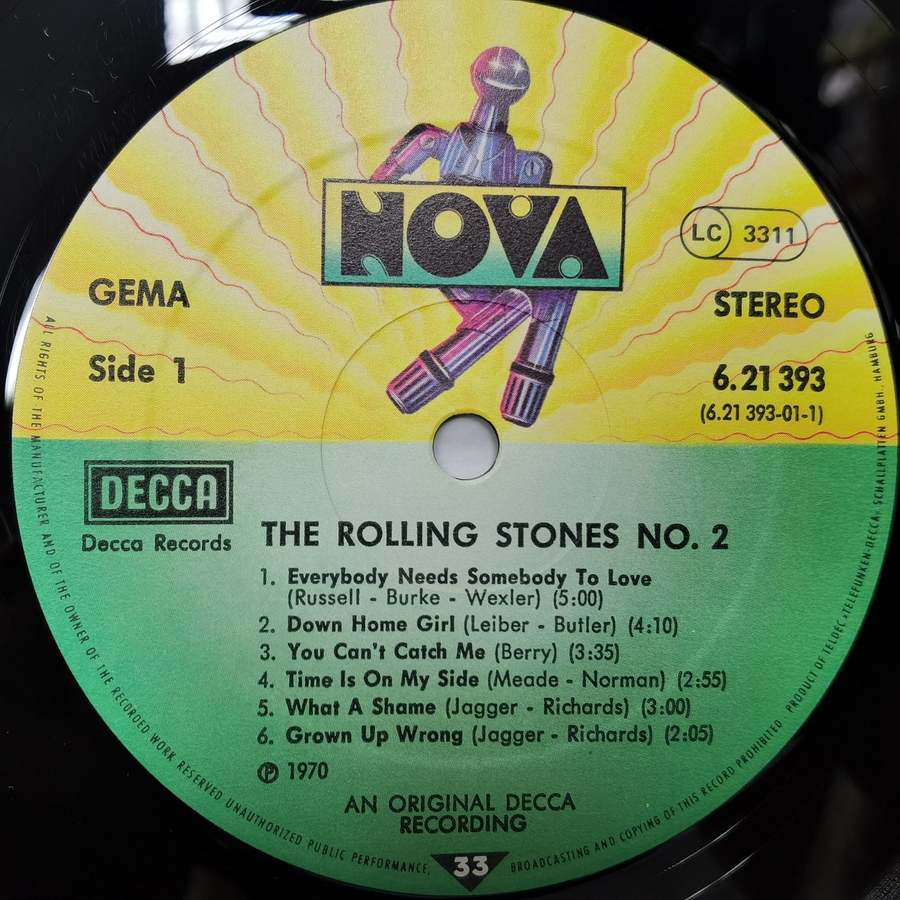 NOVA
LC 3311
GEMA
STEREO
Side 1
6.21 393
(6.21 393-01-1)
DECCA
Decca Records
THE ROLLING STONES NO. 2
1. Everybody Needs Somebody To Love
(Russell - Burke - Wexler) (5:00)
2. Down Home Girl (Leiber - Butler) (4:10)
3. You Can't Catch Me (Berry) (3:35)
4. Time Is On My Side (Meade - Norman) (2:55)
5. What A Shame (Jagger - Richards) (3:00)
6. Grown Up Wrong (Jagger - Richards) (2:05)
℗ 1970
AN ORIGINAL DECCA
RECORDING
33
ALL RIGHTS OF THE MANUFACTURER AND OF THE OWNER OF THE RECORDED WORK RESERVED UNAUTHORIZED PUBLIC PERFORMANCE, BROADCASTING AND COPYING OF THIS RECORD PROHIBITED PRODUCT OF TELDEC »TELEFUNKEN-DECCA« SCHALLPLATTEN GMBH., HAMBURG